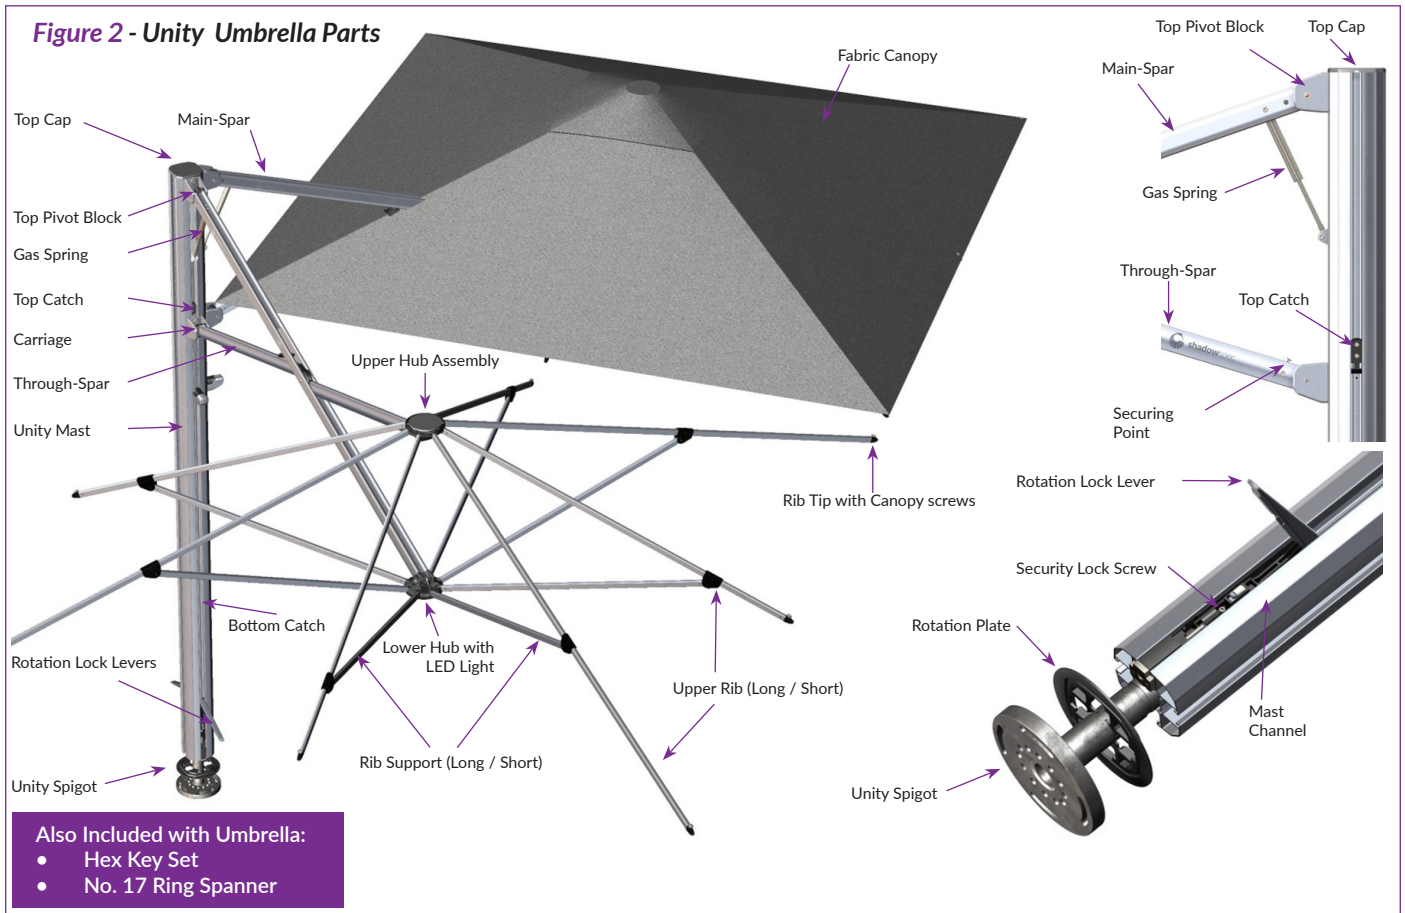 Figure 2 - Unity Umbrella Parts
Fabric Canopy
Top Cap
Main-Spar
Top Pivot Block
Gas Spring
Top Catch
Carriage
Through-Spar
Unity Mast
Upper Hub Assembly
Rib Tip with Canopy screws
Bottom Catch
Lower Hub with
LED Light
Rotation Lock Levers
Upper Rib (Long / Short)
Rib Support (Long / Short)
Unity Spigot
Also Included with Umbrella:
• Hex Key Set
• No. 17 Ring Spanner
Top Pivot Block
Top Cap
Main-Spar
Gas Spring
Through-Spar
Top Catch
shadowspec
Securing
Point
Rotation Lock Lever
Security Lock Screw
Rotation Plate
Mast
Channel
Unity Spigot